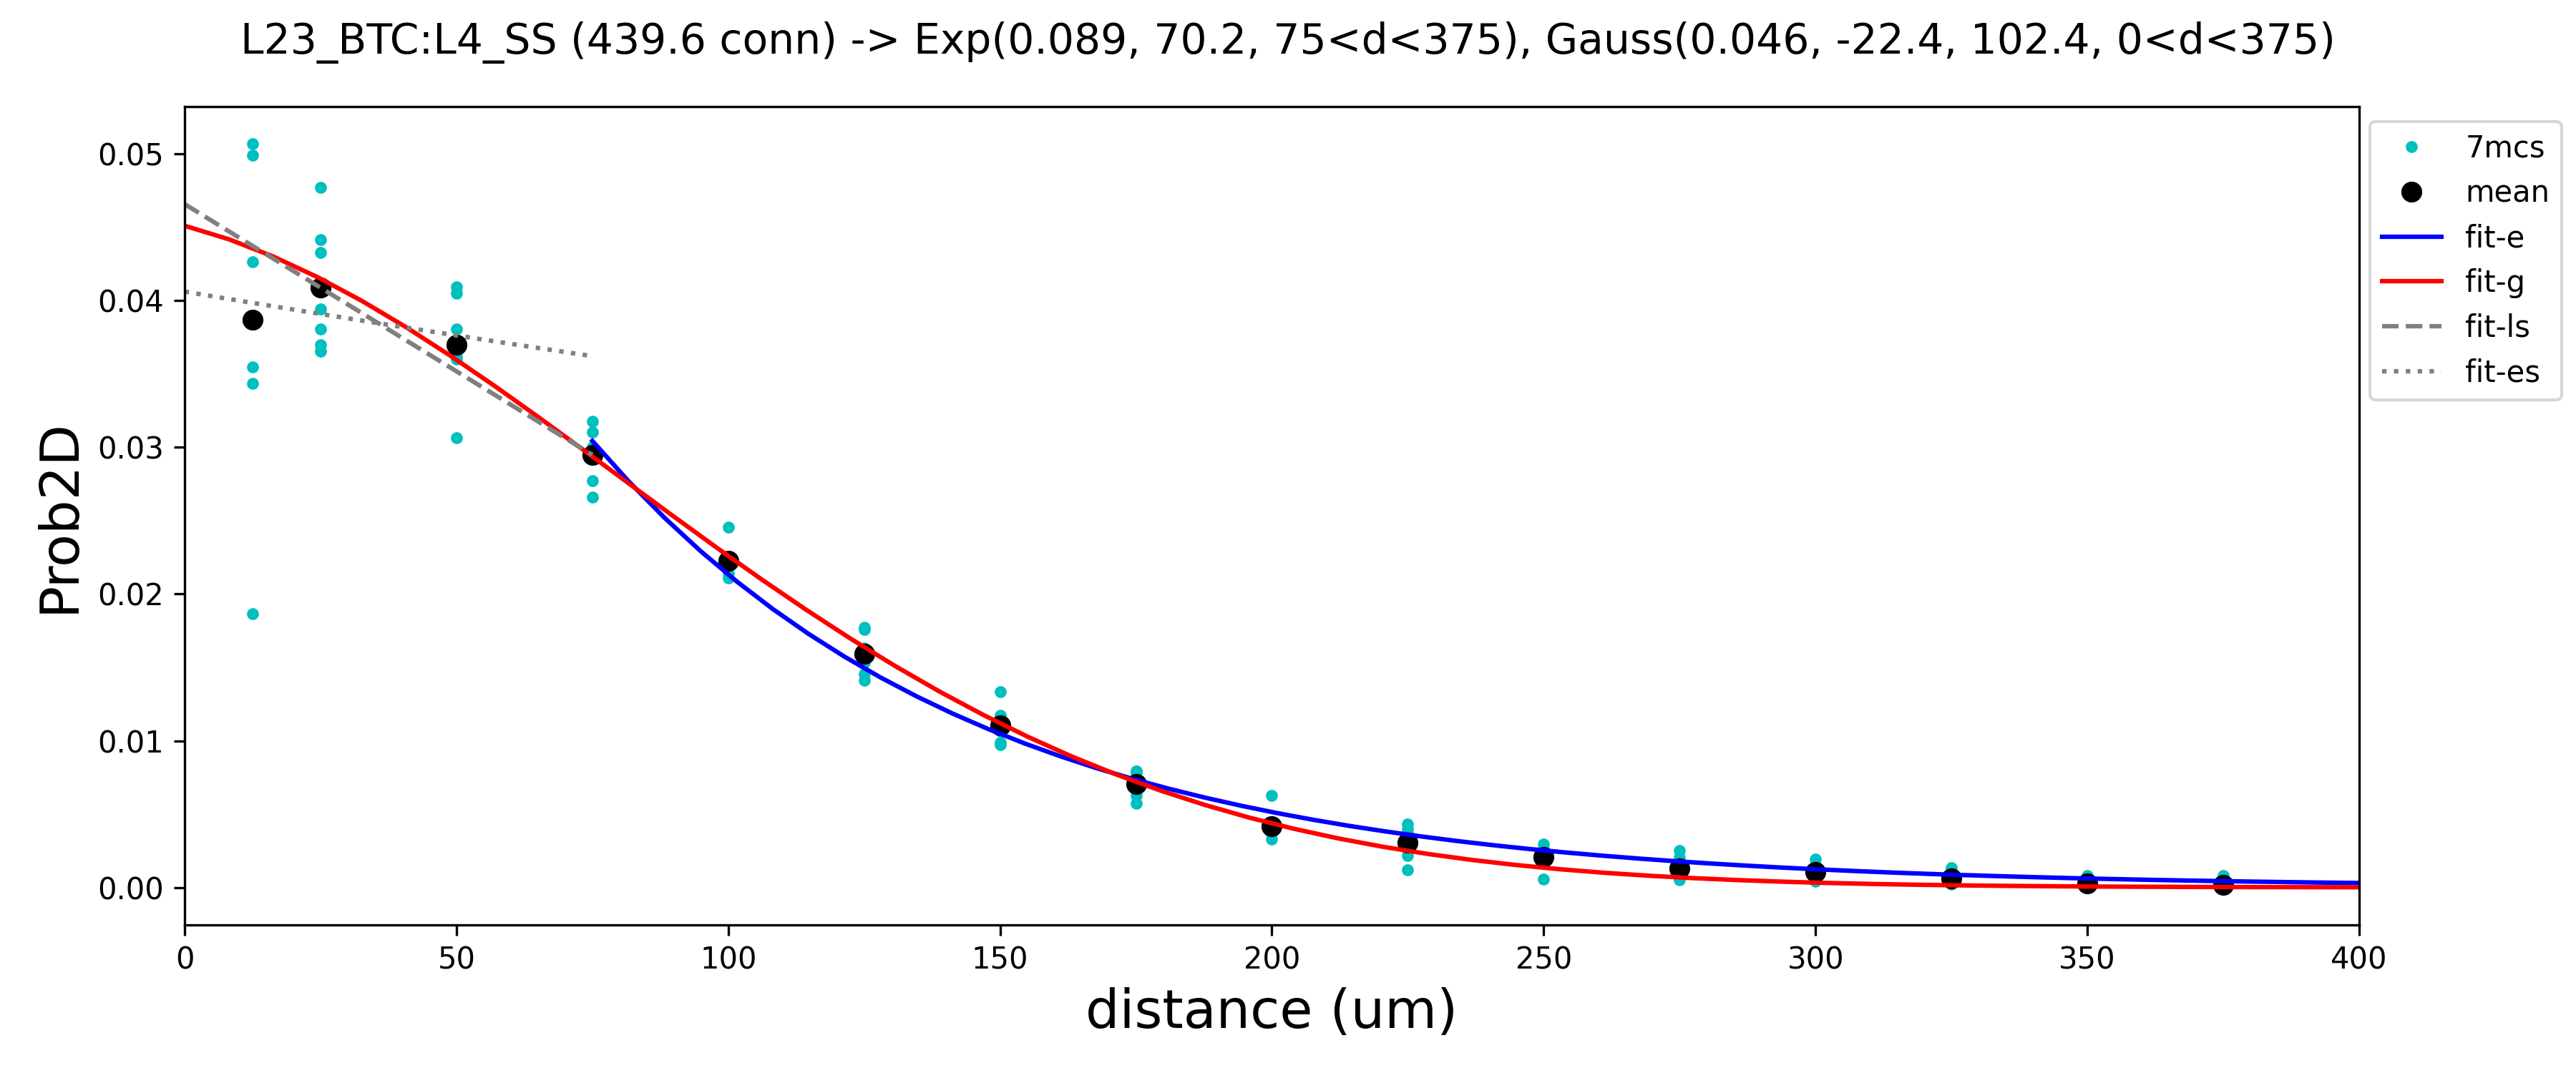 L23_BTC:L4_SS (439.6 conn) -> Exp(0.089, 70.2, 75<d<375), Gauss(0.046, -22.4, 102.4, 0<d<375)
0.05
0.04
0.03
0.02
0.01
0.00
Prob2D
0 50 100 150 200 250 300 350 400
distance (um)
7mcs
mean
fit-e
fit-g
fit-ls
fit-es